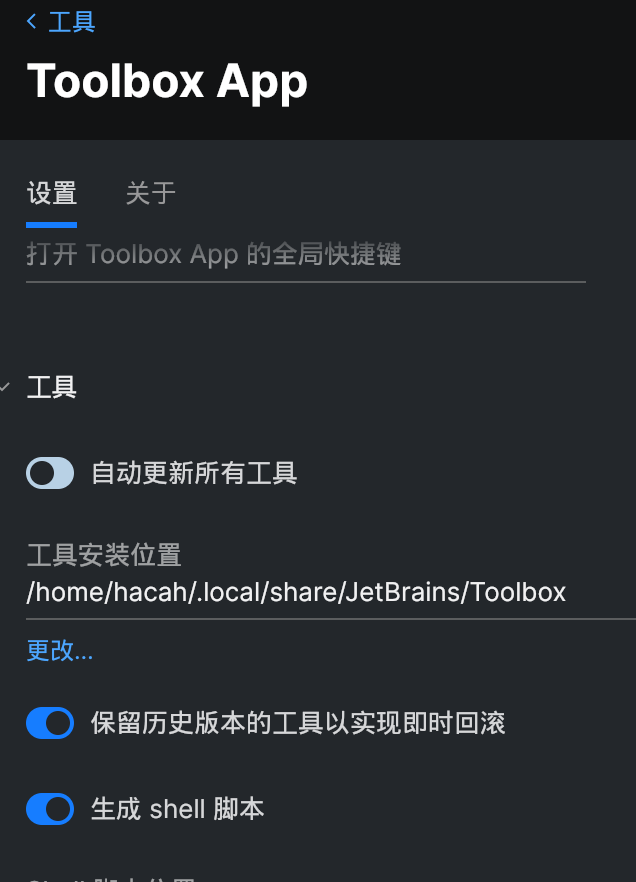 工具
Toolbox App
设置 关于
打开 Toolbox App 的全局快捷键
工具
自动更新所有工具
工具安装位置
/home/hacah/.local/share/JetBrains/Toolbox
更改...
保留历史版本的工具以实现即时回滚
生成 shell 脚本